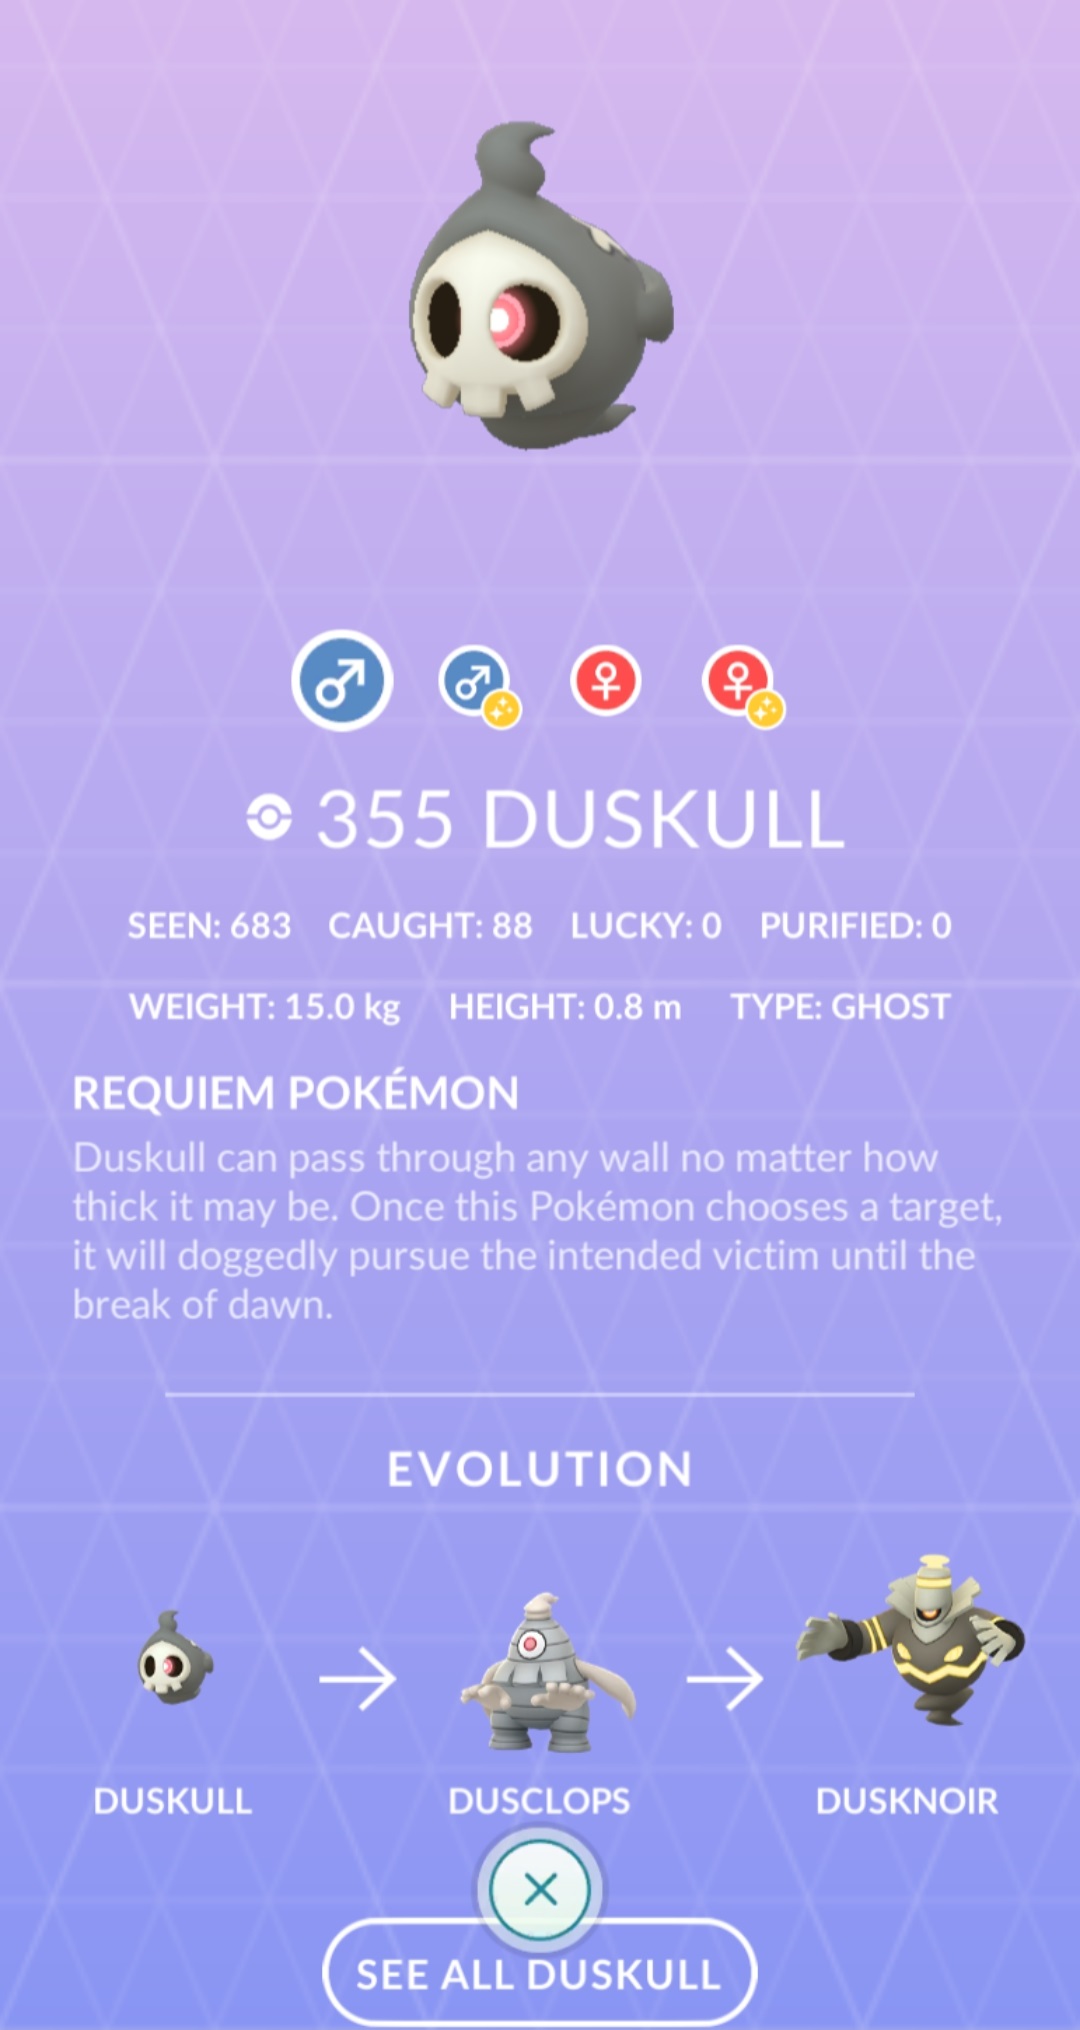 355 DUSKULL
SEEN: 683 CAUGHT: 88 LUCKY: 0 PURIFIED: 0
WEIGHT: 15.0 kg HEIGHT: 0.8 m TYPE: GHOST
REQUIEM POKÉMON
Duskull can pass through any wall no matter how
thick it may be. Once this Pokémon chooses a target,
it will doggedly pursue the intended victim until the
break of dawn.
EVOLUTION
DUSKULL DUSCLOPS DUSKNOIR
SEE ALL DUSKULL